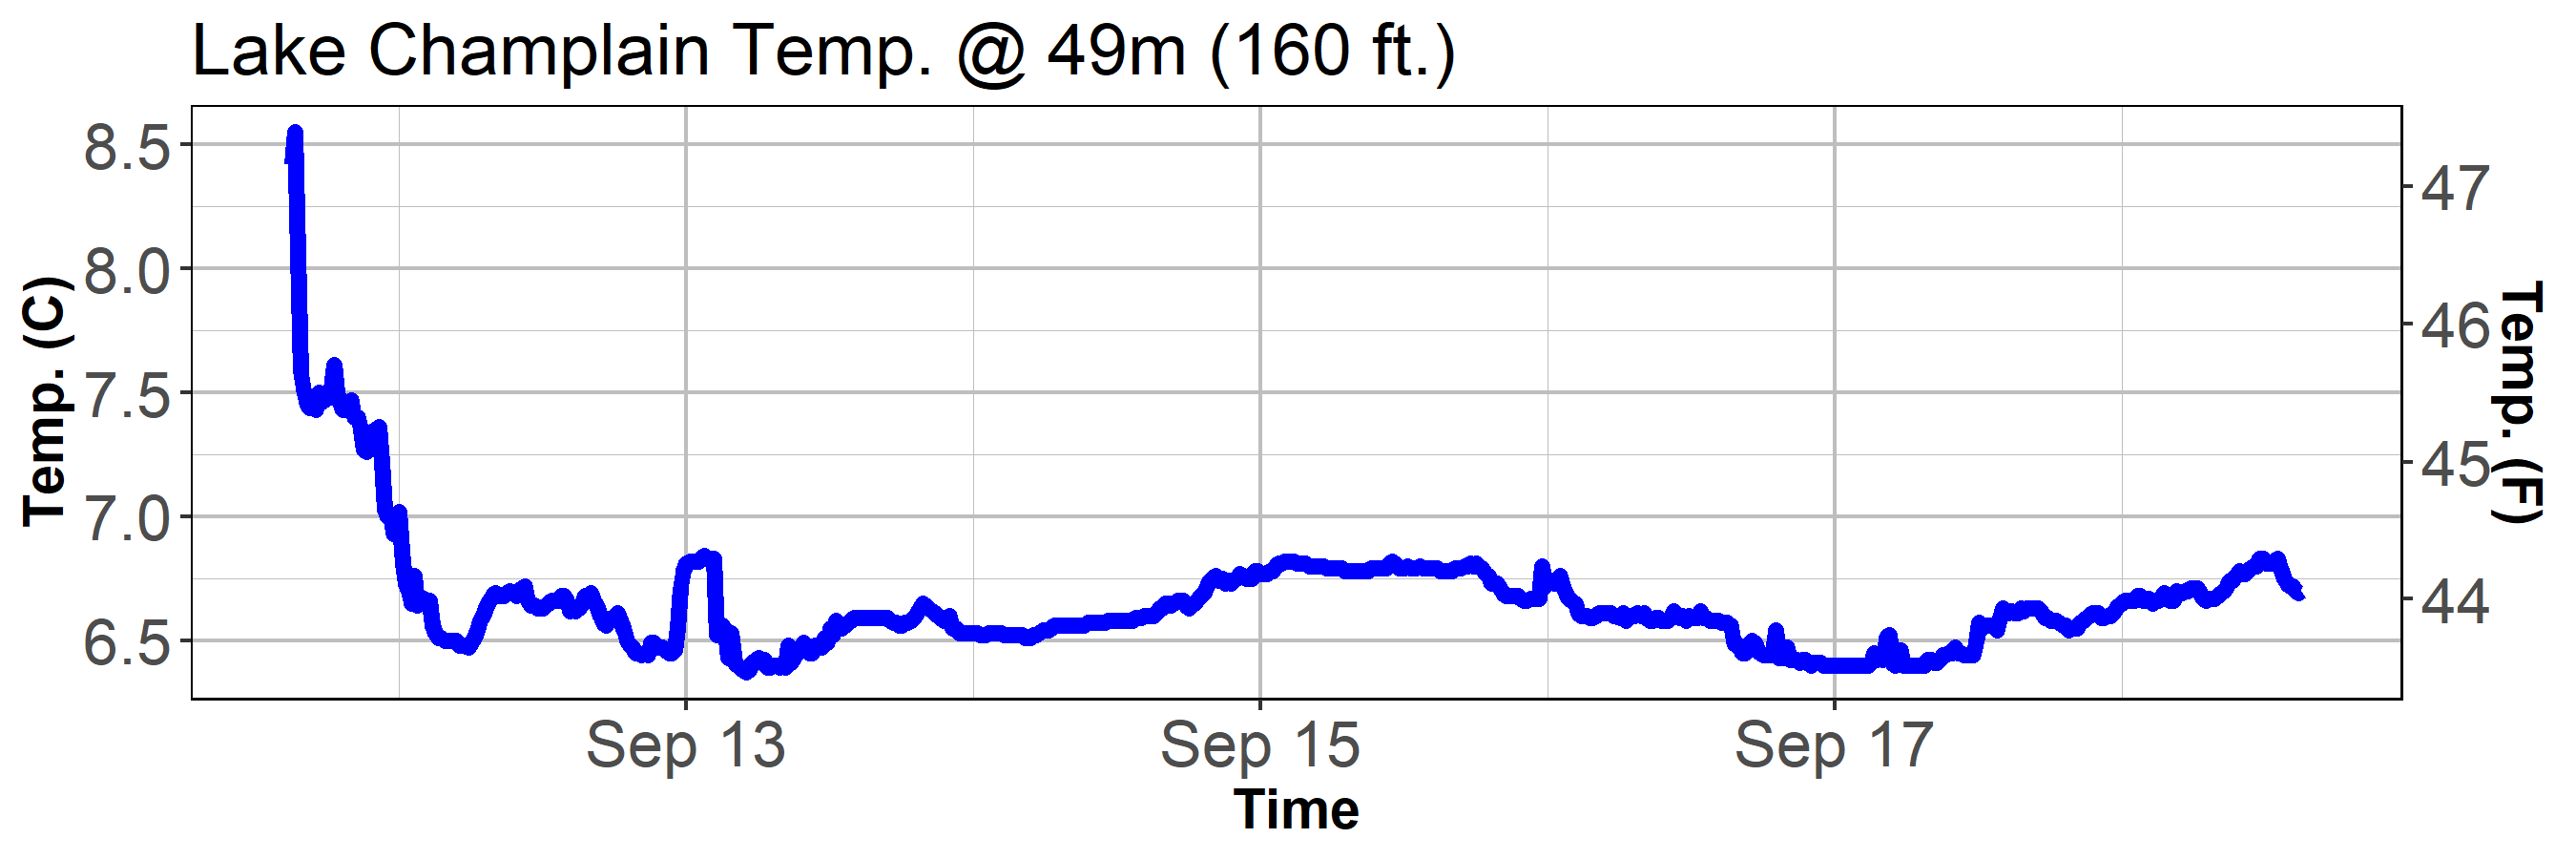 Lake Champlain Temp. @ 49m (160 ft.)
8.5
8.0
7.5
7.0
6.5
Temp. (C)
47
46
45
44
Temp. (F)
Sep 13 Sep 15 Sep 17
Time